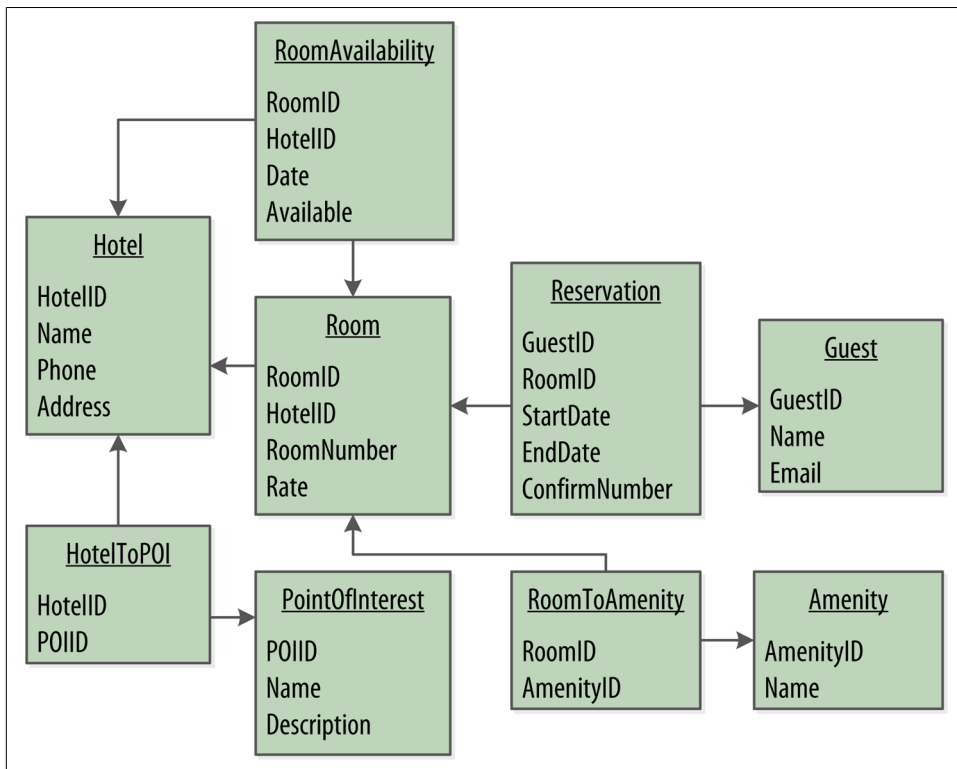 RoomAvailability
RoomID
HotelID
Date
Available
Hotel
HotelID
Name
Phone
Address
Room
RoomID
HotelID
RoomNumber
Rate
Reservation
GuestID
RoomID
StartDate
EndDate
ConfirmNumber
Guest
GuestID
Name
Email
HotelToPOI
HotelID
POIID
PointOfInterest
POIID
Name
Description
RoomToAmenity
RoomID
AmenityID
Amenity
AmenityID
Name